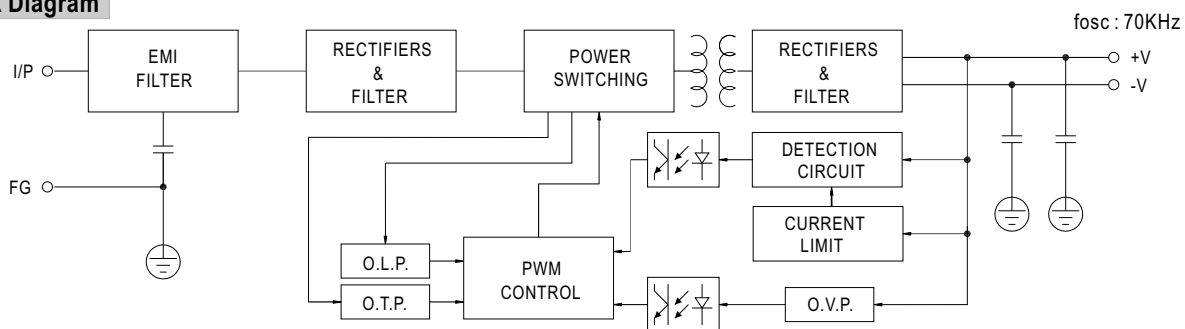 Diagram
fosc : 70KHz
I/P
EMI
FILTER
RECTIFIERS
&
FILTER
POWER
SWITCHING
RECTIFIERS
&
FILTER
+V
-V
DETECTION
CIRCUIT
FG
CURRENT
LIMIT
O.L.P.
PWM
CONTROL
O.T.P.
O.V.P.